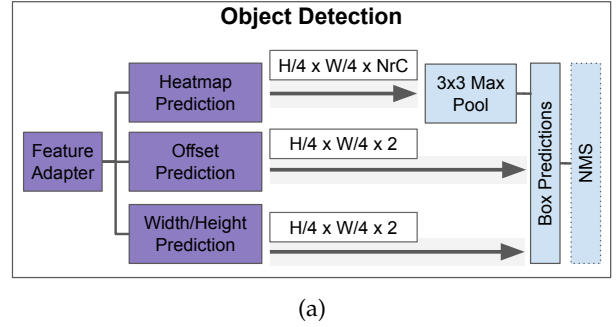 Object Detection
Feature
Adapter
Heatmap
Prediction
H/4 x W/4 x NrC
3x3 Max
Pool
Offset
Prediction
H/4 x W/4 x 2
Width/Height
Prediction
H/4 x W/4 x 2
Box Predictions
NMS
(a)